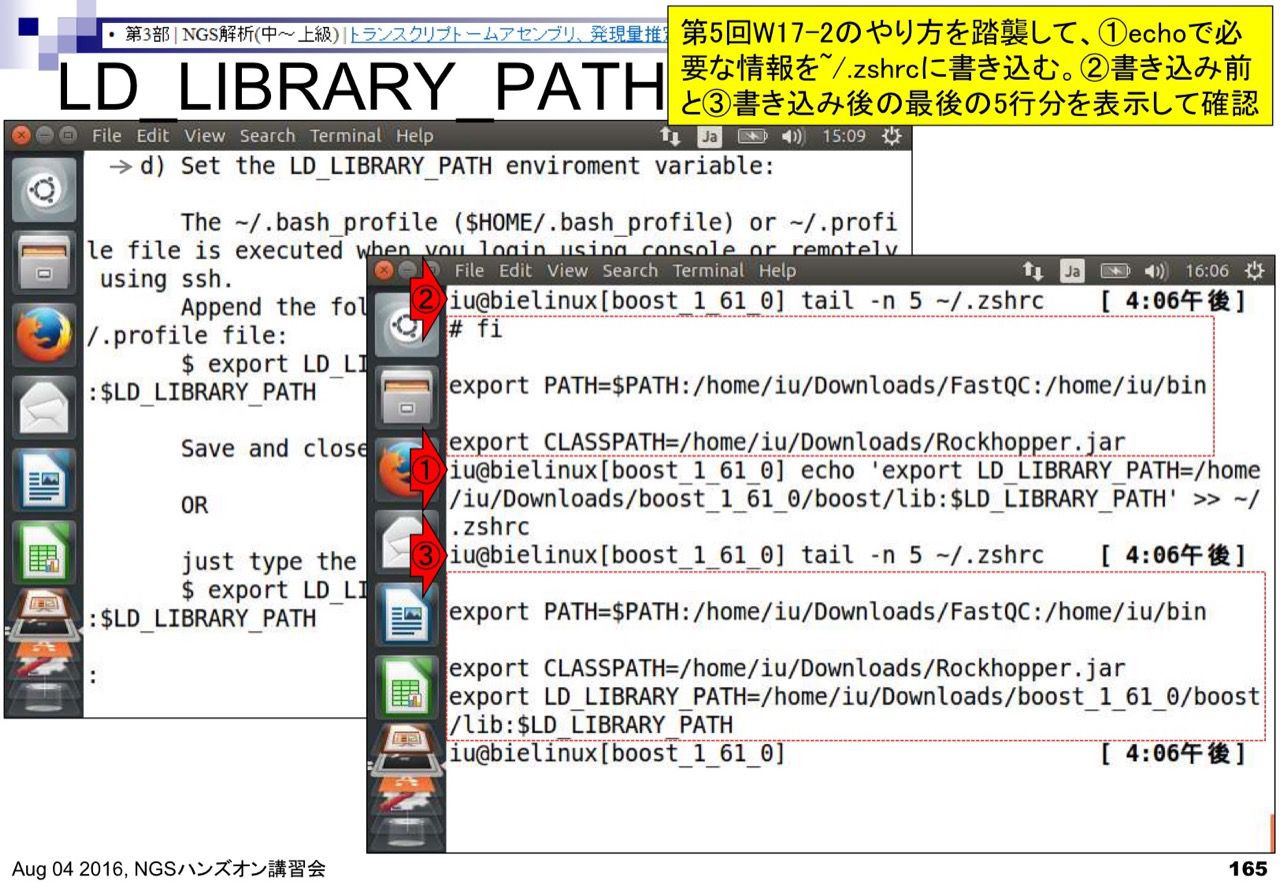 • 第3部 | NGS解析(中～上級) | トランスクリプトームアセンブリ、発現量推
第5回W17-2のやり方を踏襲して、①echoで必
要な情報を~/.zshrcに書き込む。②書き込み前
と③書き込み後の最後の5行分を表示して確認
LD_LIBRARY_PATH
File Edit View Search Terminal Help
Ja
15:09
→ d) Set the LD_LIBRARY_PATH enviroment variable:
The ~/.bash_profile ($HOME/.bash_profile) or ~/.profi
le file is executed when you login using console or remotely
using ssh.
Append the fol
/.profile file:
$ export LD_LI
:$LD_LIBRARY_PATH
Save and close
OR
just type the
$ export LD_LI
:$LD_LIBRARY_PATH
:
File Edit View Search Terminal Help
Ja
16:06
② iu@bielinux[boost_1_61_0] tail -n 5 ~/.zshrc [ 4:06午後]
# fi
export PATH=$PATH:/home/iu/Downloads/FastQC:/home/iu/bin
export CLASSPATH=/home/iu/Downloads/Rockhopper.jar
① iu@bielinux[boost_1_61_0] echo 'export LD_LIBRARY_PATH=/home
/iu/Downloads/boost_1_61_0/boost/lib:$LD_LIBRARY_PATH' >> ~/
.zshrc
③ iu@bielinux[boost_1_61_0] tail -n 5 ~/.zshrc [ 4:06午後]
export PATH=$PATH:/home/iu/Downloads/FastQC:/home/iu/bin
export CLASSPATH=/home/iu/Downloads/Rockhopper.jar
export LD_LIBRARY_PATH=/home/iu/Downloads/boost_1_61_0/boost
/lib:$LD_LIBRARY_PATH
iu@bielinux[boost_1_61_0] [ 4:06午後]
Aug 04 2016, NGSハンズオン講習会
165